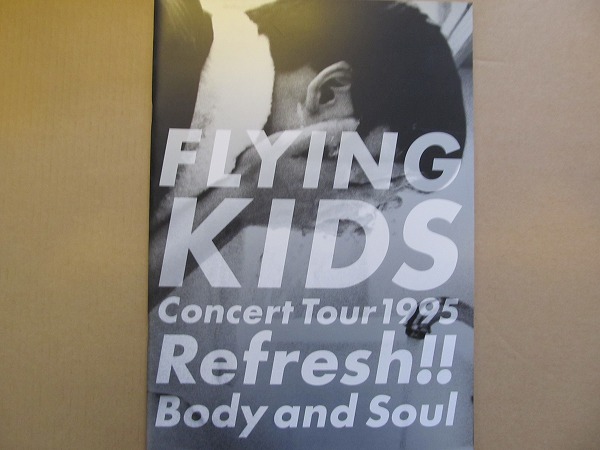 FLYING
KIDS
Concert Tour 1995
Refresh!!
Body and Soul